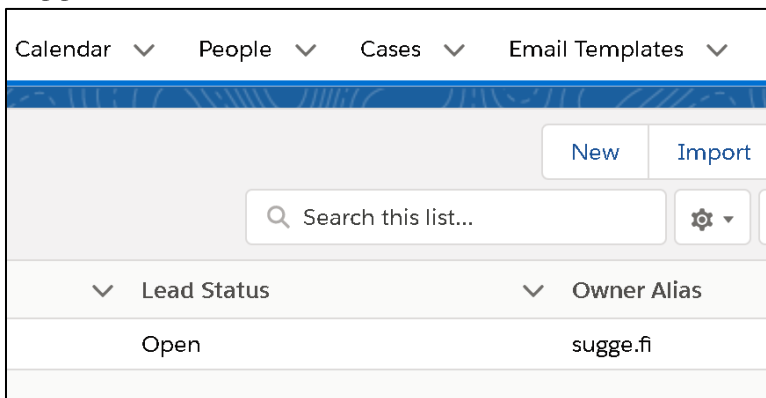 Calendar People Cases Email Templates
New Import
Search this list...
Lead Status Owner Alias
Open sugge.fi